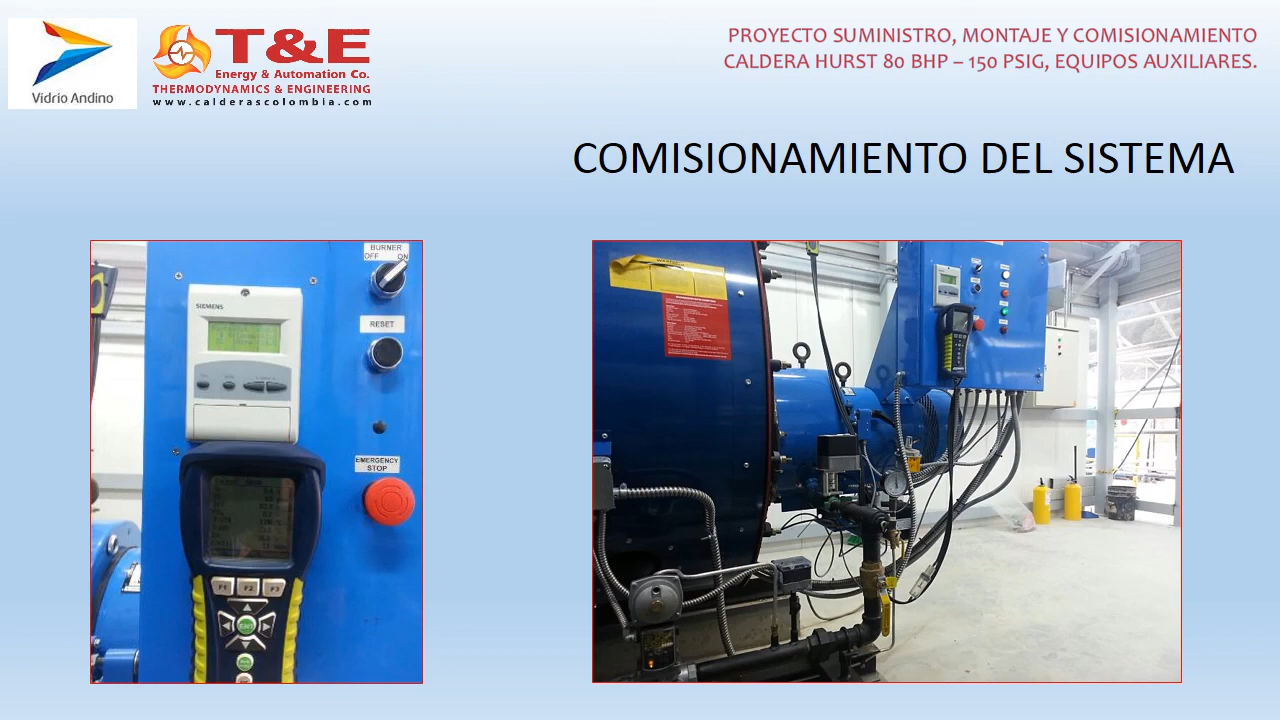 Vidrio Andino
T&E
Energy & Automation Co.
THERMODYNAMICS & ENGINEERING
www.calderascolombia.com
PROYECTO SUMINISTRO, MONTAJE Y COMISIONAMIENTO
CALDERA HURST 80 BHP – 150 PSIG, EQUIPOS AUXILIARES.
COMISIONAMIENTO DEL SISTEMA
BURNER
OFF ON
SIEMENS
RESET
EMERGENCY
STOP
F1 F2 F3